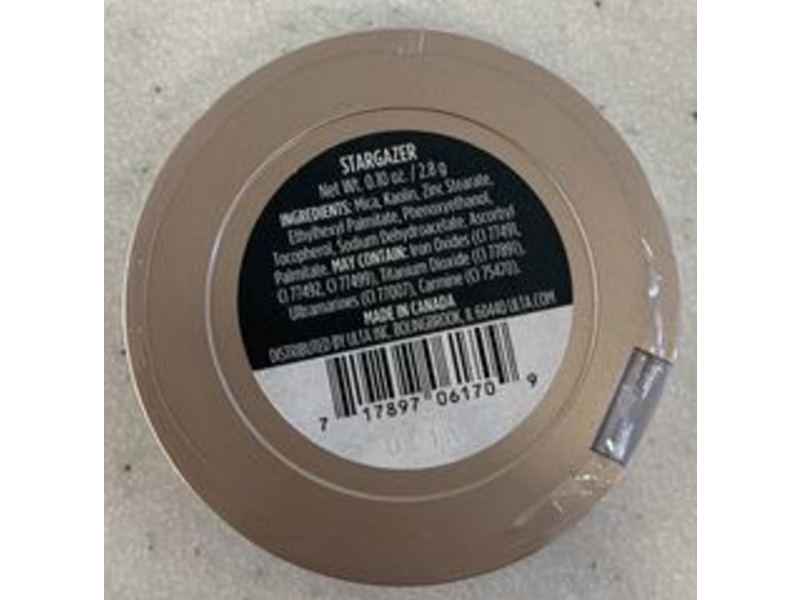 STARGAZER
Net Wt. 0.10 oz. / 2.8 g
INGREDIENTS: Mica, Kaolin, Zinc Stearate,
Ethylhexyl Palmitate, Phenoxyethanol,
Tocopherol, Sodium Dehydroacetate, Ascorbyl
Palmitate. MAY CONTAIN: Iron Oxides (CI 77491,
CI 77492, CI 77499), Titanium Dioxide (CI 77891),
Ultramarines (CI 77007), Carmine (CI 75470).
MADE IN CANADA
DISTRIBUTED BY ULTA INC. BOLINGBROOK, IL 60440 ULTA.COM
7 17897 06170 9